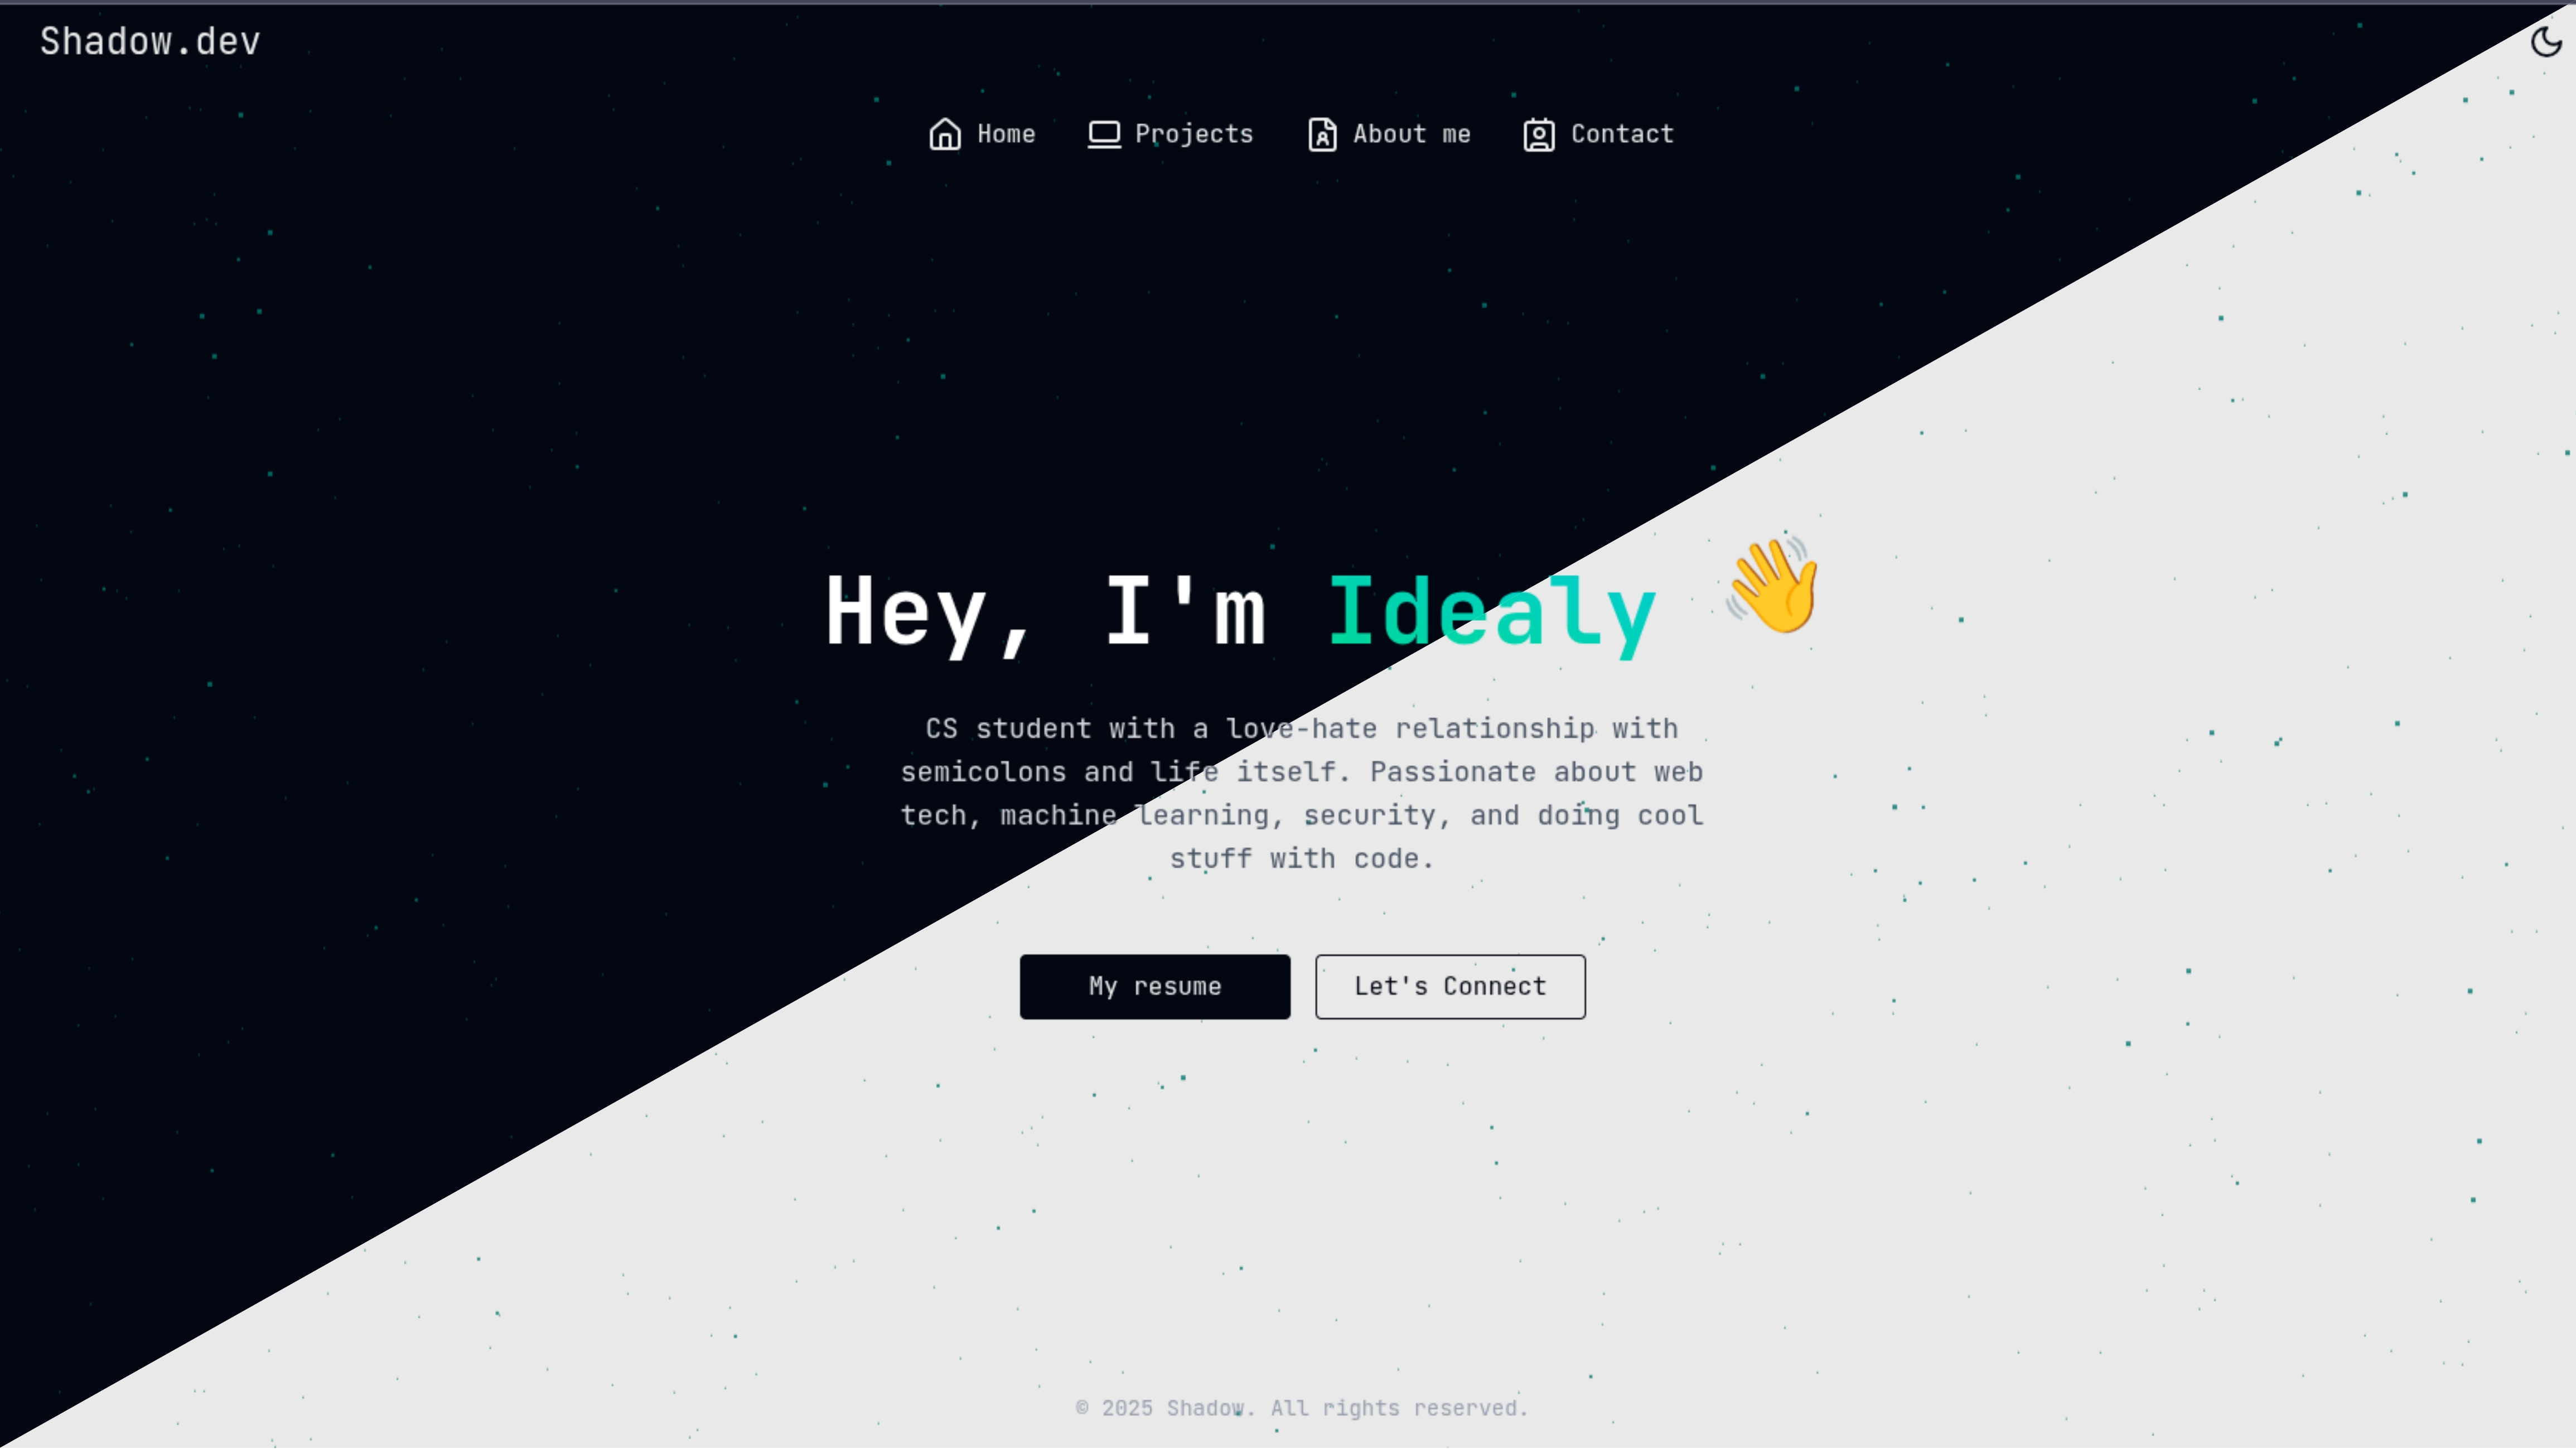 Shadow.dev
Home Projects About me Contact
Hey, I'm Idealy 👋
CS student with a love-hate relationship with
semicolons and life itself. Passionate about web
tech, machine learning, security, and doing cool
stuff with code.
My resume Let's Connect
© 2025 Shadow. All rights reserved.